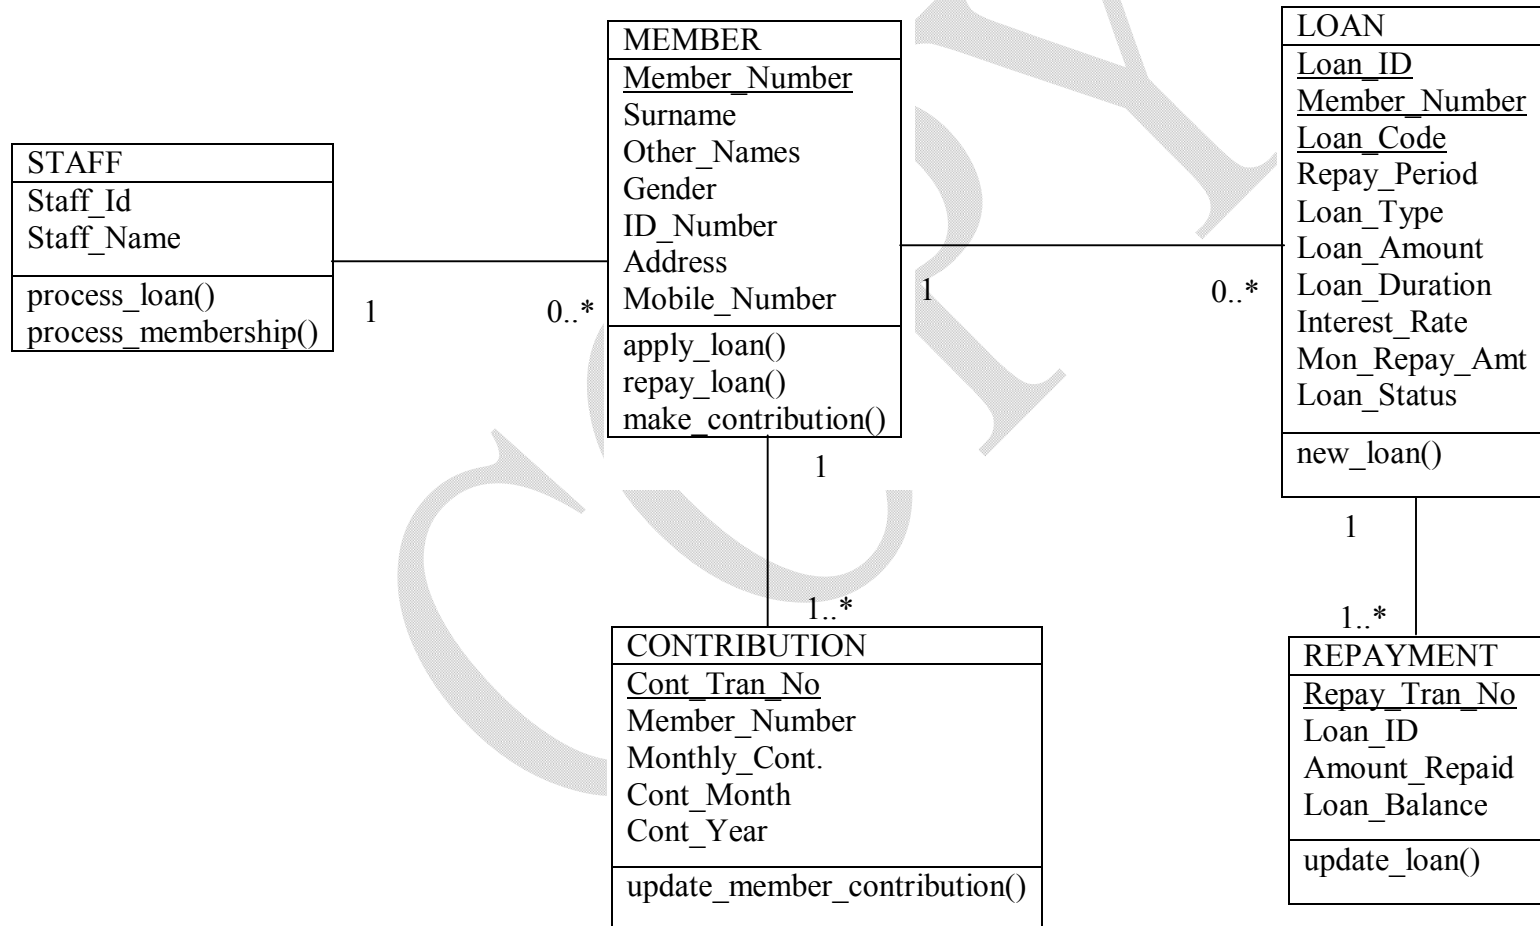 STAFF
Staff_Id
Staff_Name
process_loan()
process_membership()
1
0..*
MEMBER
Member_Number
Surname
Other_Names
Gender
ID_Number
Address
Mobile_Number
apply_loan()
repay_loan()
make_contribution()
1
0..*
LOAN
Loan_ID
Member_Number
Loan_Code
Repay_Period
Loan_Type
Loan_Amount
Loan_Duration
Interest_Rate
Mon_Repay_Amt
Loan_Status
new_loan()
1
1..*
CONTRIBUTION
Cont_Tran_No
Member_Number
Monthly_Cont.
Cont_Month
Cont_Year
update_member_contribution()
1
1..*
REPAYMENT
Repay_Tran_No
Loan_ID
Amount_Repaid
Loan_Balance
update_loan()
COPY